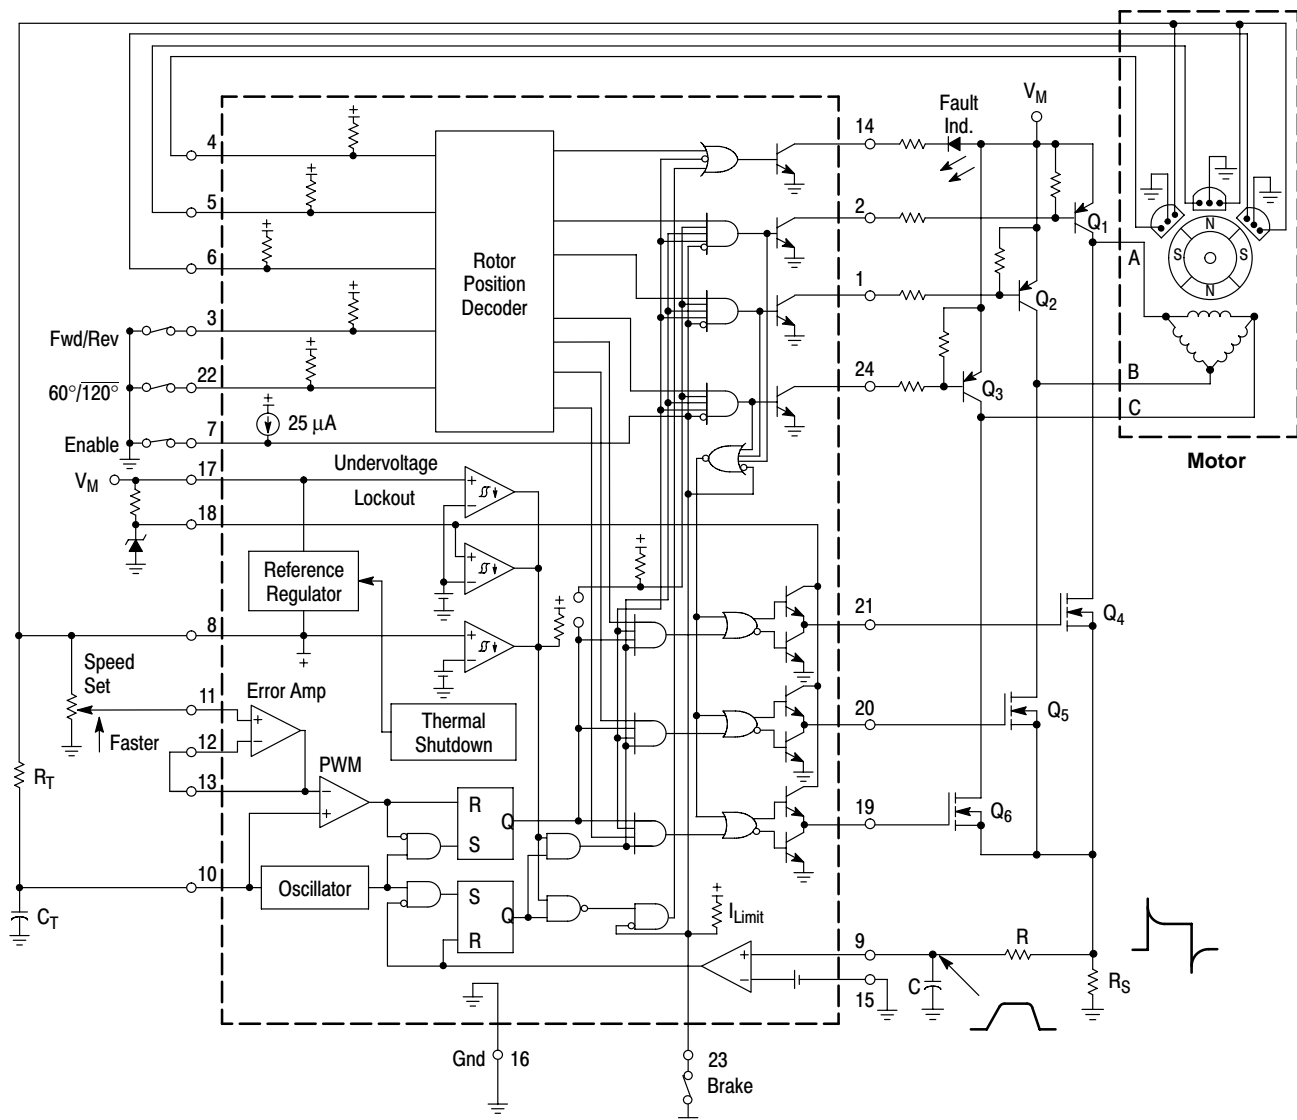 14
Fault
Ind.
V_M
4
5
2
Q1
N
S
S
N
6
Rotor
Position
Decoder
A
1
Q2
Fwd/Rev
3
60°/120°
22
24
Q3
B
Enable
7
25 μA
C
Motor
V_M
17
Undervoltage
Lockout
18
Reference
Regulator
21
Q4
8
Speed
Set
11
Error Amp
Thermal
Shutdown
20
Q5
Faster
12
13
R_T
PWM
R
Q
S
19
Q6
10
Oscillator
S
Q
R
C_T
I_Limit
9
R
C
15
R_S
Gnd
16
23
Brake